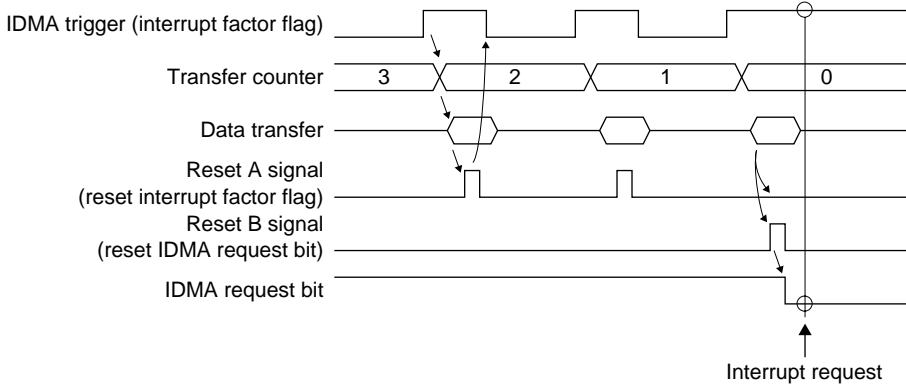 IDMA trigger (interrupt factor flag)
Transfer counter
3 2 1 0
Data transfer
Reset A signal
(reset interrupt factor flag)
Reset B signal
(reset IDMA request bit)
IDMA request bit
Interrupt request